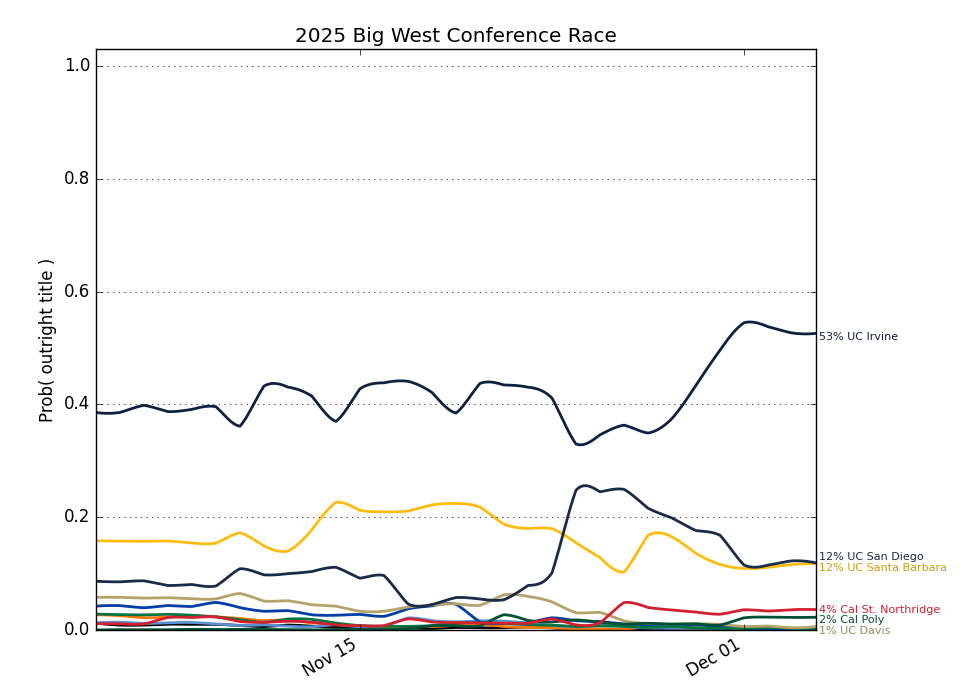 2025 Big West Conference Race
Prob( outright title )
1.0
0.8
0.6
0.4
0.2
0.0
Nov 15
Dec 01
53% UC Irvine
12% UC San Diego
12% UC Santa Barbara
4% Cal St. Northridge
2% Cal Poly
1% UC Davis